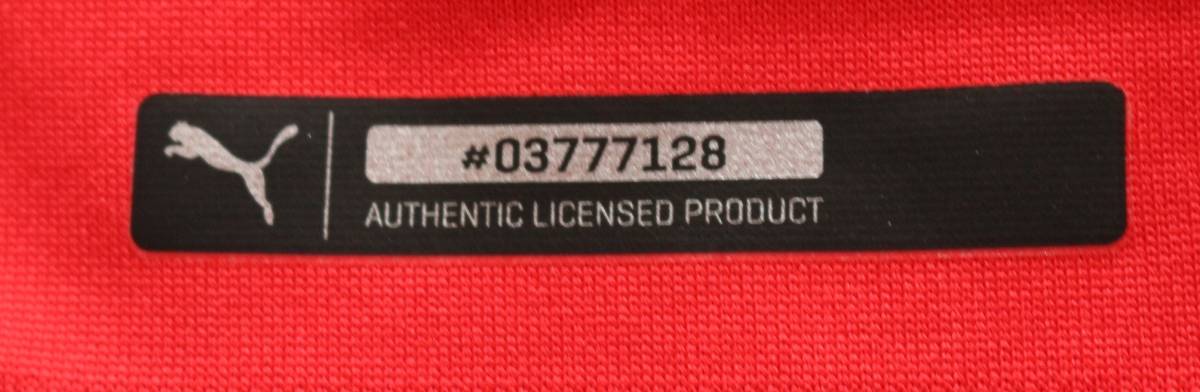 #03777128
AUTHENTIC LICENSED PRODUCT